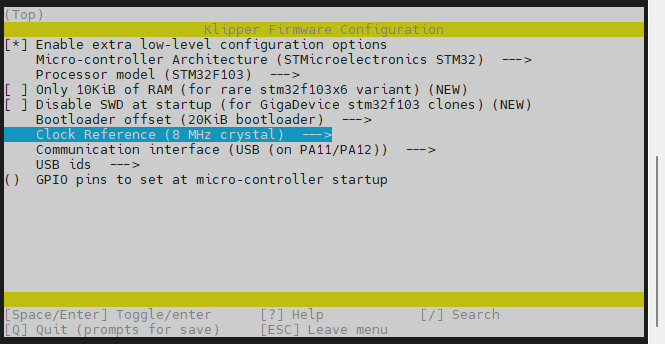 (Top)
Klipper Firmware Configuration
[*] Enable extra low-level configuration options
Micro-controller Architecture (STMicroelectronics STM32) --->
Processor model (STM32F103) --->
[ ] Only 10KiB of RAM (for rare stm32f103x6 variant) (NEW)
[ ] Disable SWD at startup (for GigaDevice stm32f103 clones) (NEW)
Bootloader offset (20KiB bootloader) --->
Clock Reference (8 MHz crystal) --->
Communication interface (USB (on PA11/PA12)) --->
USB ids --->
() GPIO pins to set at micro-controller startup
[Space/Enter] Toggle/enter [?] Help [/] Search
[Q] Quit (prompts for save) [ESC] Leave menu